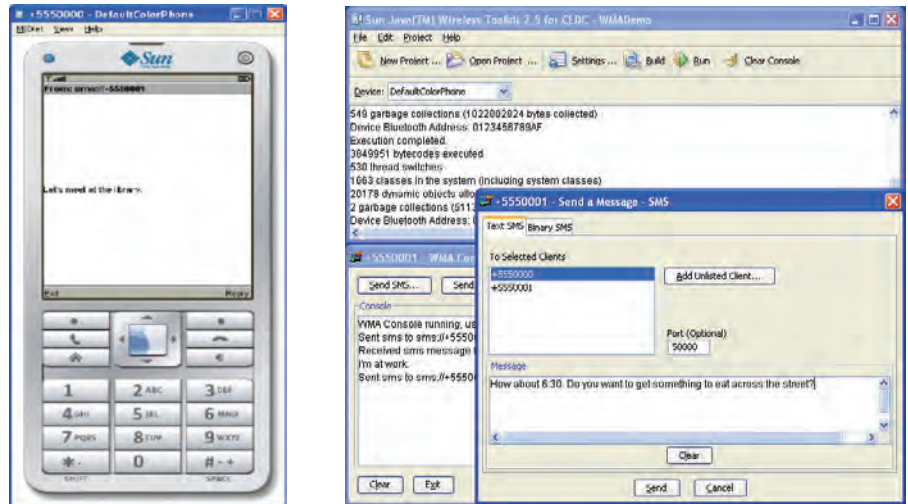 +5550000 - DefaultColorPhone
MIDlet View Help
Sun
From: sms://+5550001
Let's meet at the library.
Exit Reply
1 2 ABC 3 DEF
4 GHI 5 JKL 6 MNO
7 PQRS 8 TUV 9 WXYZ
* . 0 # - +
SHIFT SPACE
Sun Java(TM) Wireless Toolkit 2.5 for CLDC - WMADemo
File Edit Project Help
New Project ... Open Project ... Settings ... Build Run Clear Console
Device: DefaultColorPhone
549 garbage collections (1022002024 bytes collected)
Device Bluetooth Address: 0123456789AF
Execution completed.
3849951 bytecodes executed
530 thread switches
1663 classes in the system (including system classes)
20178 dynamic objects allo
2 garbage collections (511
Device Bluetooth Address:
+5550001 - WMA Con
Send SMS... Send
Console
WMA Console running, us
Sent sms to sms://+5550
Received sms message
I'm at work.
Sent sms to sms://+5550
Clear Exit
+5550001 - Send a Message - SMS
Text SMS Binary SMS
To Selected Clients
+5550000
+5550001
Add Unlisted Client...
Port (Optional)
50000
Message
How about 6:30. Do you want to get something to eat across the street?
Clear
Send Cancel